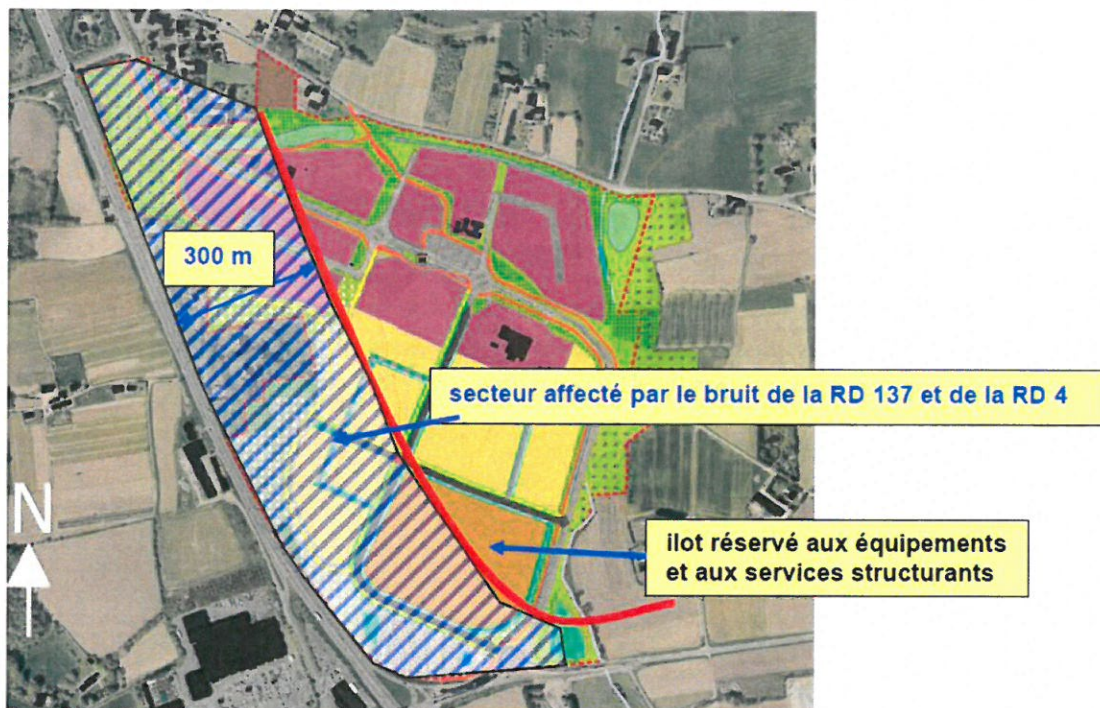 300 m
secteur affecté par le bruit de la RD 137 et de la RD 4
N
ilot réservé aux équipements
et aux services structurants